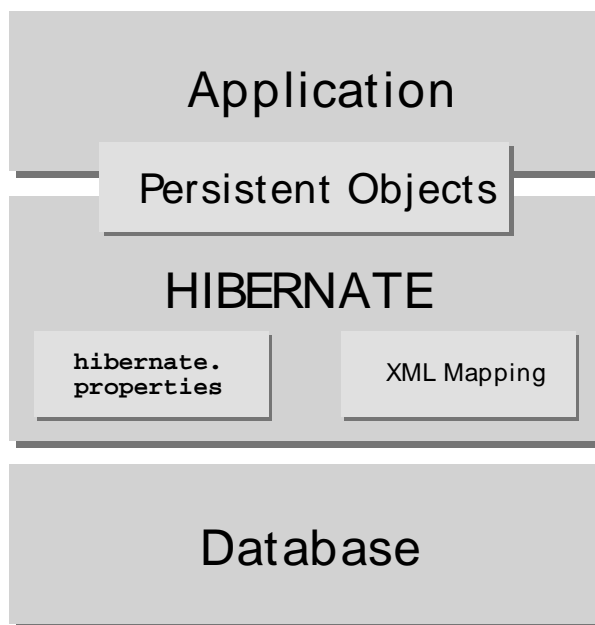 Application
Persistent Objects
HIBERNATE
hibernate.
properties
XML Mapping
Database